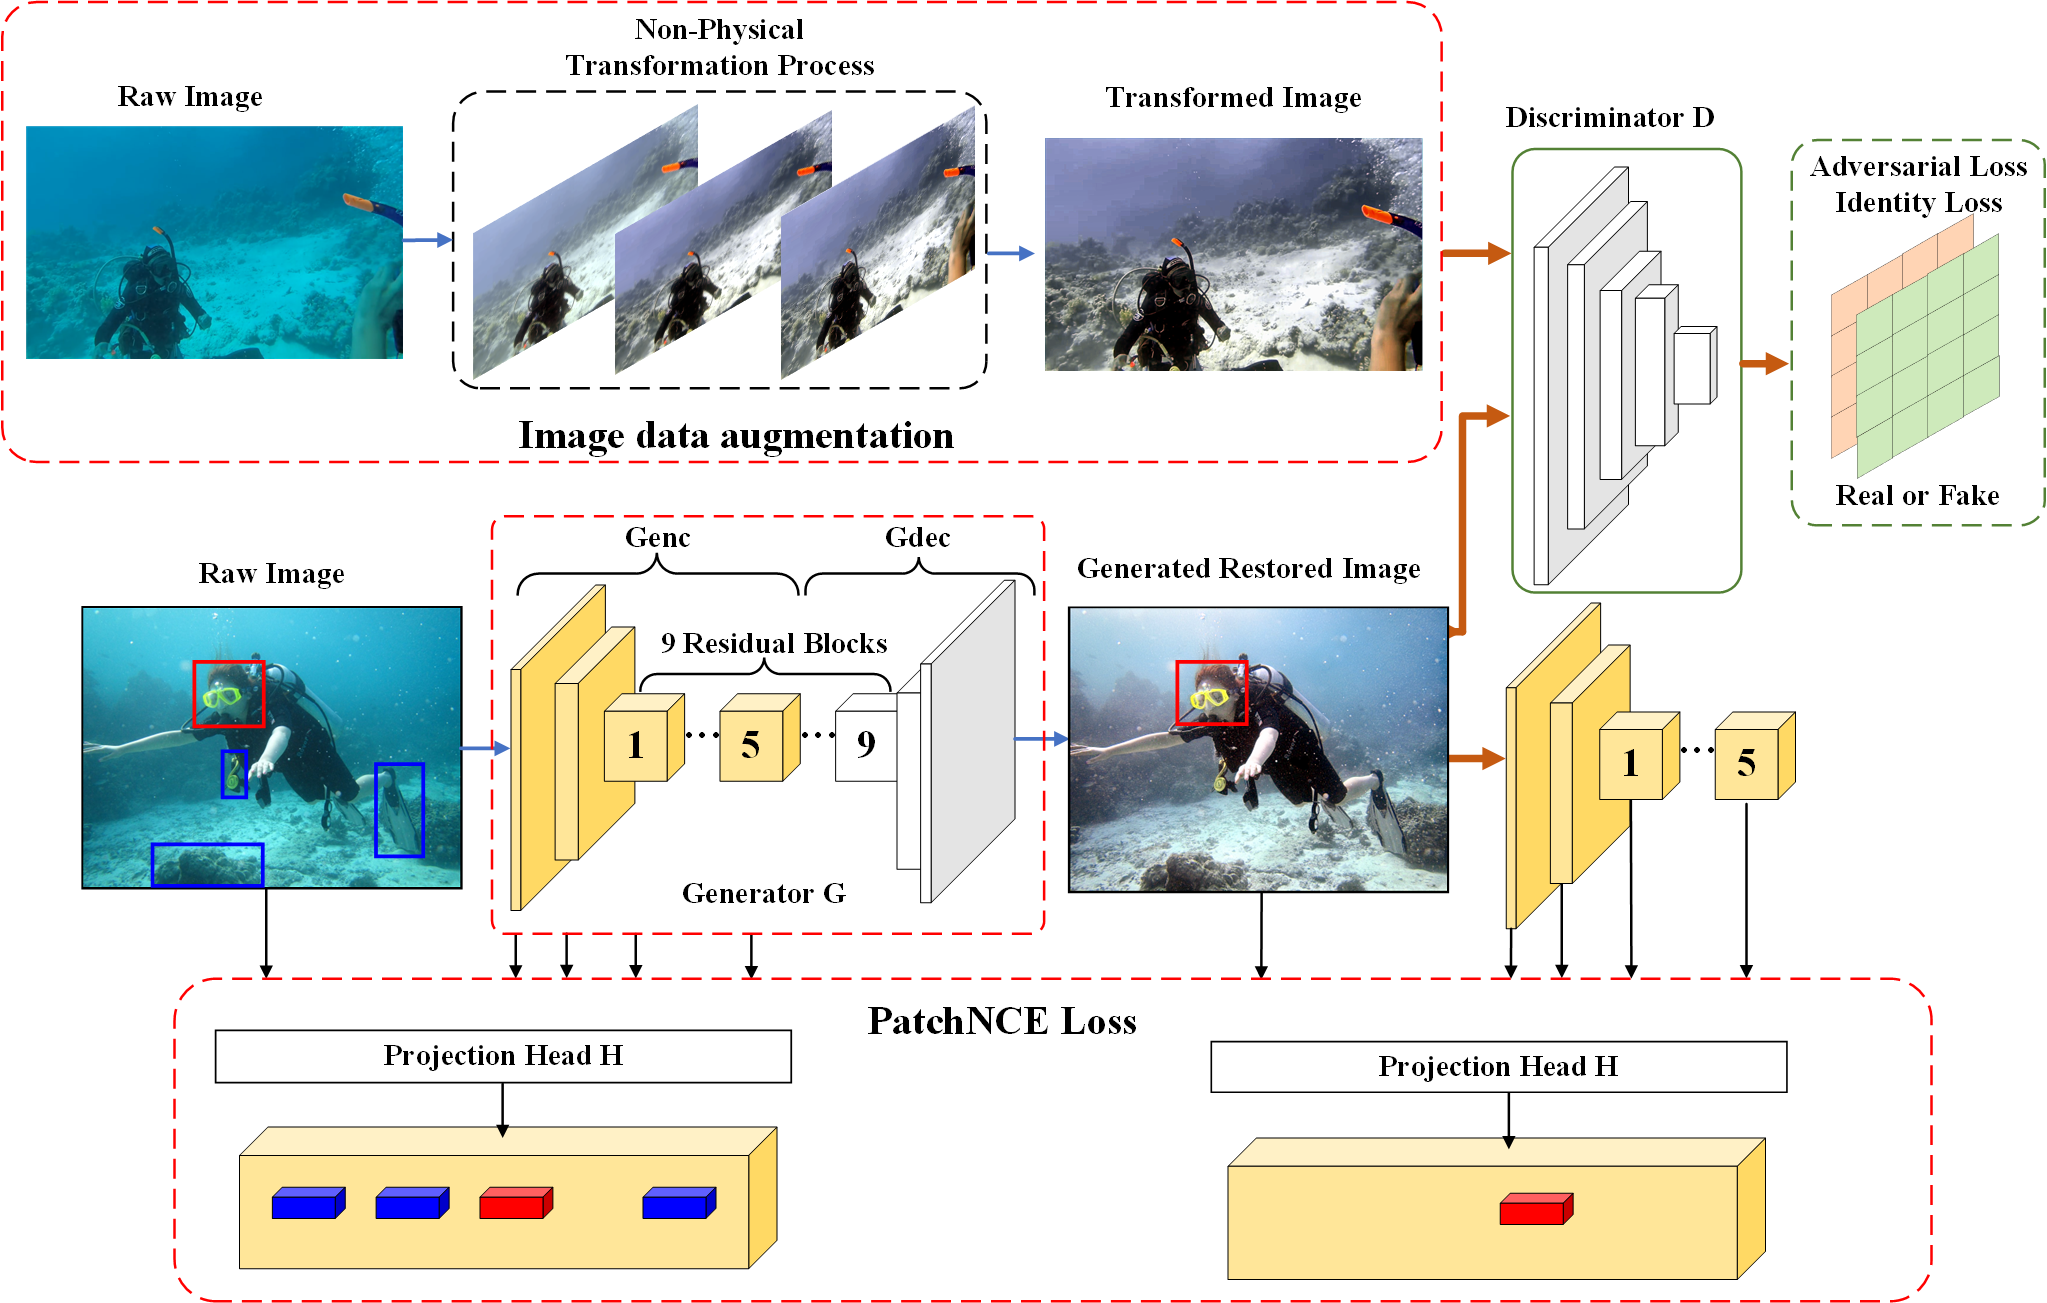 Non-Physical
Transformation Process
Raw Image
Transformed Image
Discriminator D
Adversarial Loss
Identity Loss
Real or Fake
Image data augmentation
Raw Image
Genc
Gdec
9 Residual Blocks
1
5
9
Generator G
Generated Restored Image
1
5
PatchNCE Loss
Projection Head H
Projection Head H